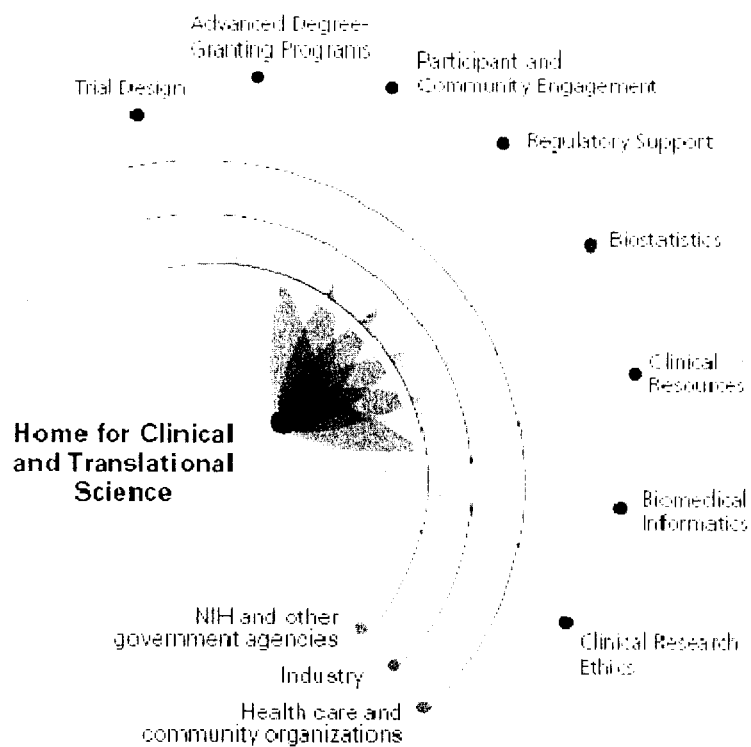 Advanced Degree-
Granting Programs
Trial Design
Participant and
Community Engagement
Regulatory Support
Biostatistics
Clinical
Resources
Home for Clinical
and Translational
Science
Biomedical
Informatics
NIH and other
government agencies
Clinical Research
Ethics
Industry
Health care and
community organizations